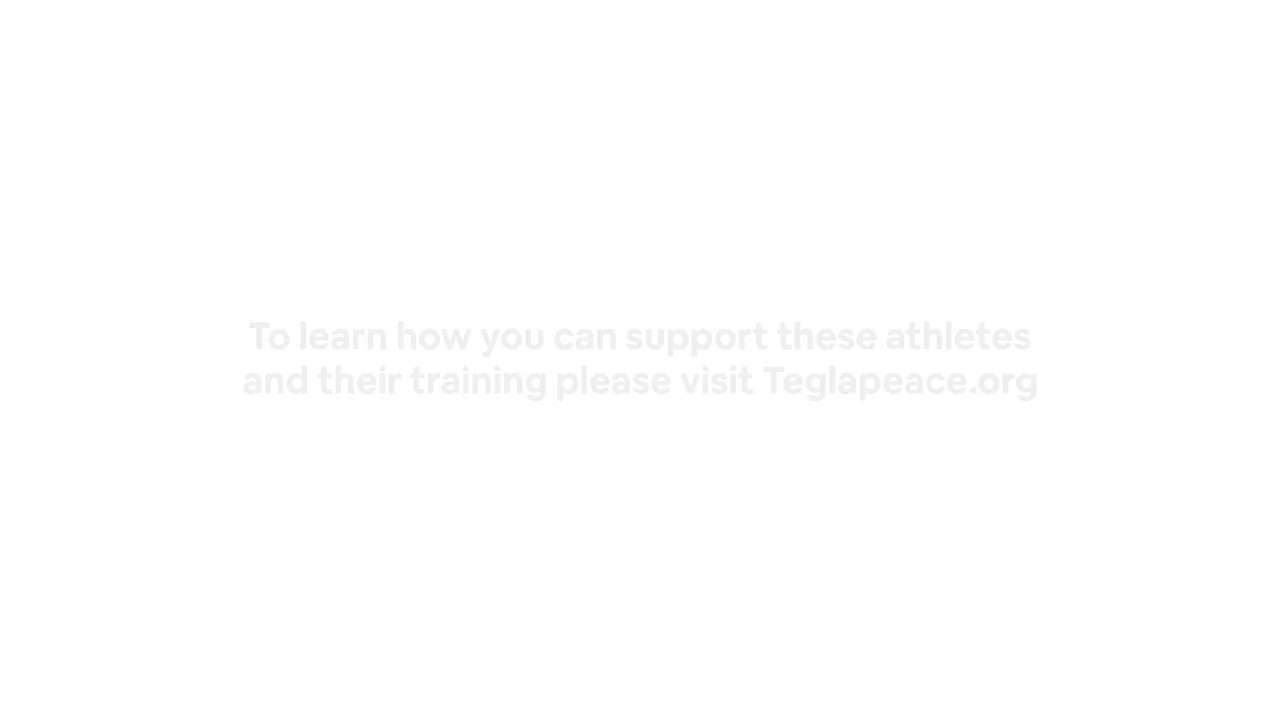 To learn how you can support these athletes
and their training please visit Teglapeace.org